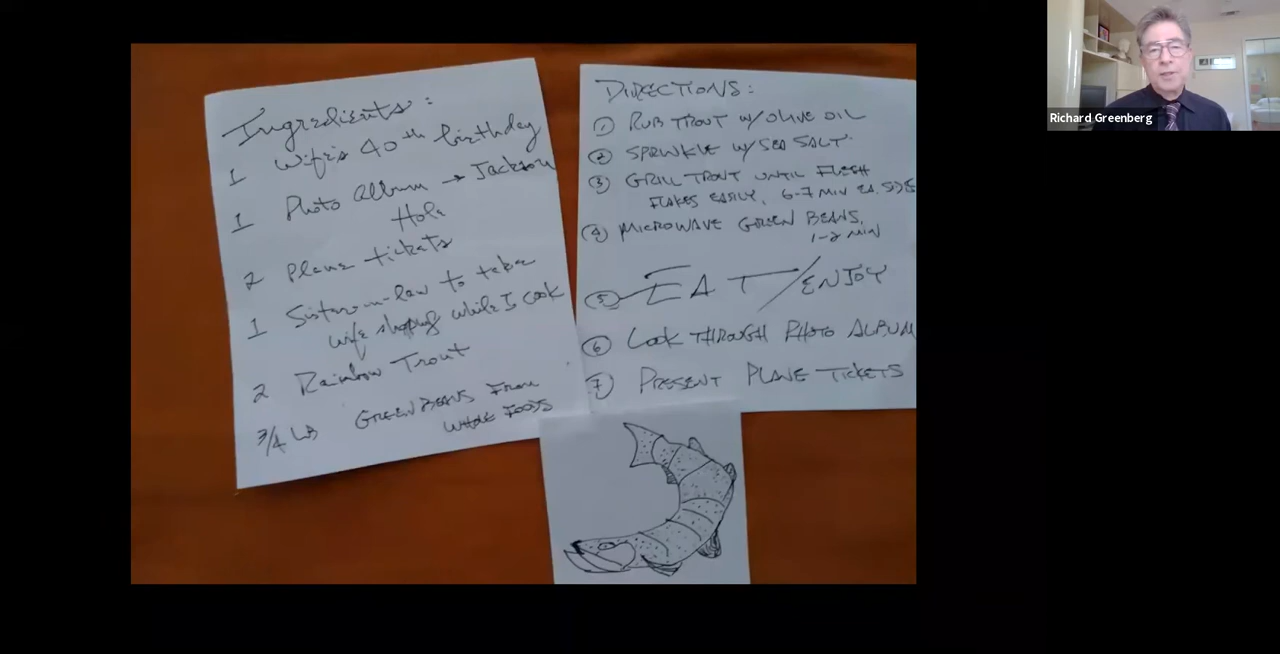 Ingredients:
1 Wife's 40th birthday
1 Photo album → Jackson
Hole
2 Plane tickets
1 Sister-in-law to take
wife shopping while I cook
2 Rainbow Trout
3/4 LB GREEN BEANS FROM
WHOLE FOODS
DIRECTIONS:
1 RUB TROUT W/OLIVE OIL
2 SPRINKLE W/SEA SALT
3 GRILL TROUT UNTIL FLESH
FLAKES EARLY, 6-7 MIN EA. SIDE
4 MICROWAVE GREEN BEANS,
1-2 MIN
5 EAT/ENJOY
6 LOOK THROUGH PHOTO ALBUM
7 PRESENT PLANE TICKETS
Richard Greenberg